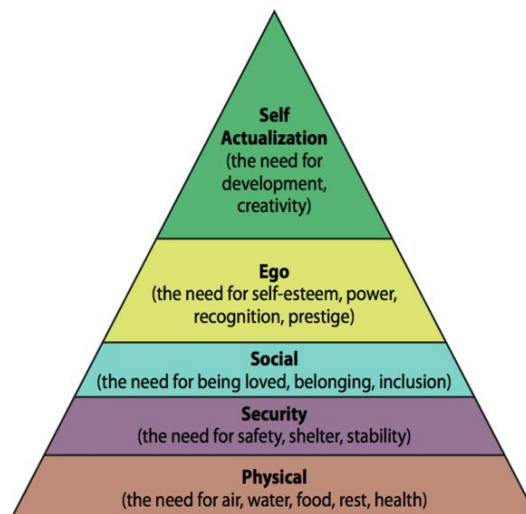 Self
Actualization
(the need for
development,
creativity)
Ego
(the need for self-esteem, power,
recognition, prestige)
Social
(the need for being loved, belonging, inclusion)
Security
(the need for safety, shelter, stability)
Physical
(the need for air, water, food, rest, health)